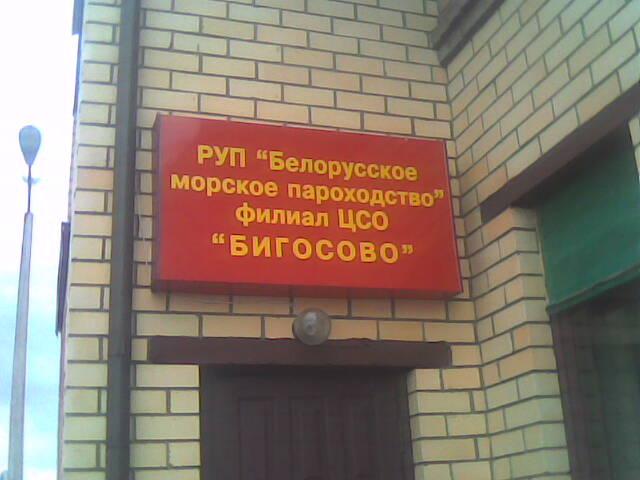 РУП "Белорусское
морское пароходство"
филиал ЦСО
"БИГОСОВО"